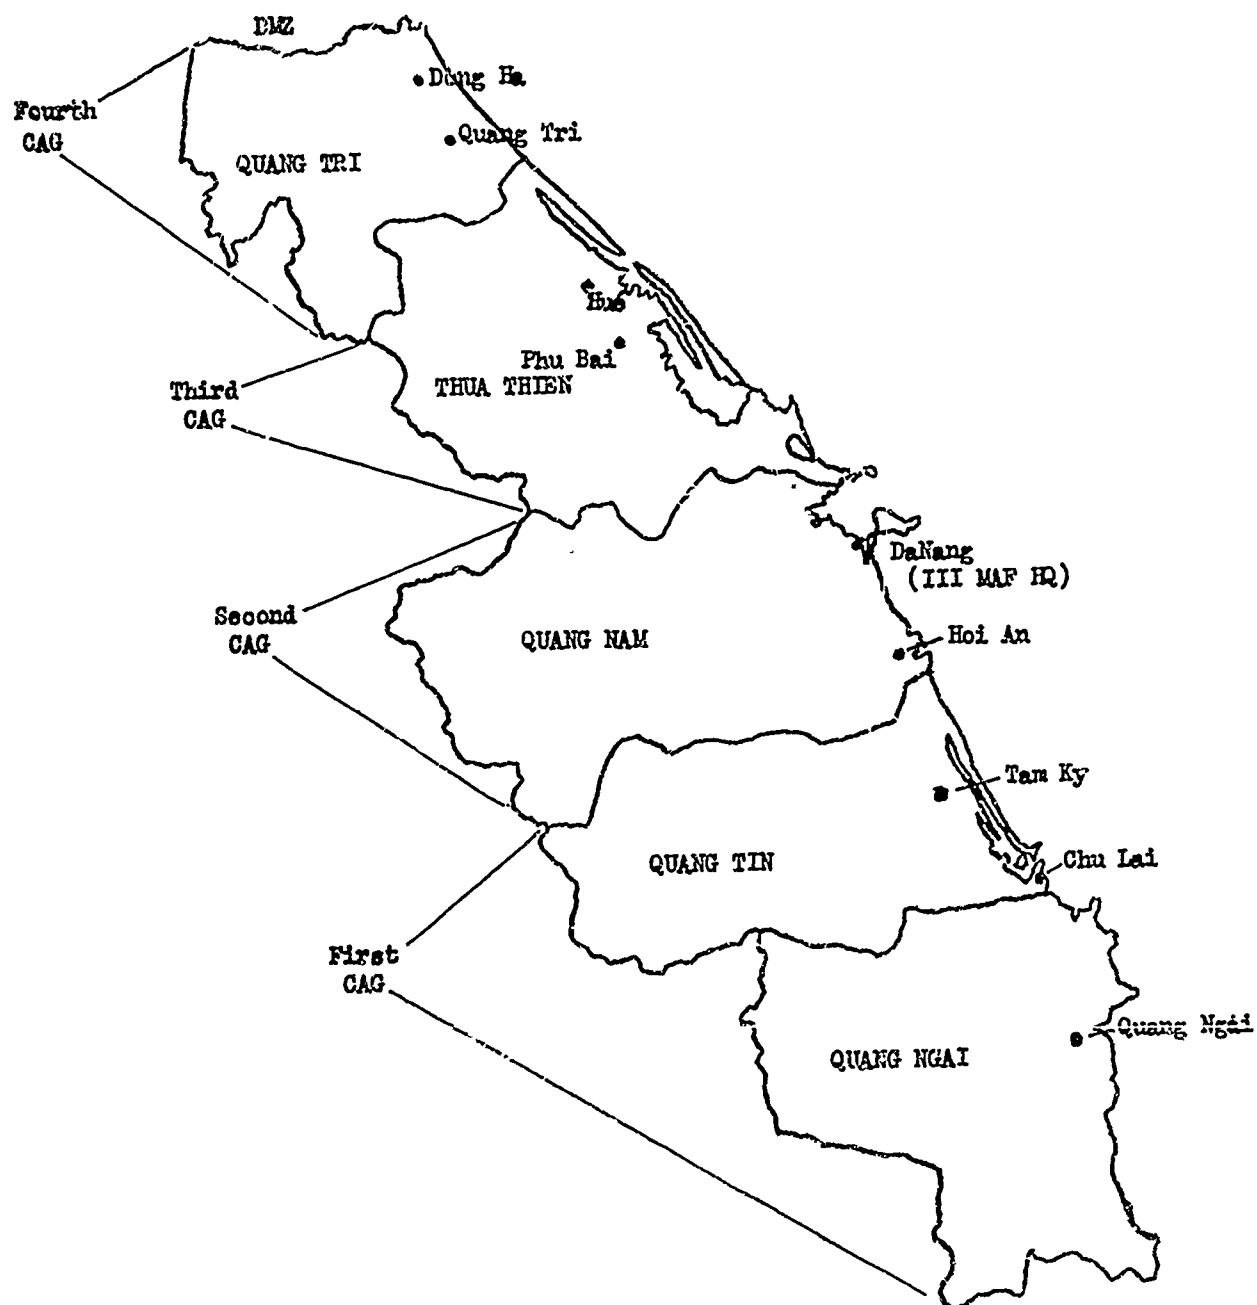 DMZ
Dong Ha
Fourth
CAG
Quang Tri
QUANG TRI
Hue
Phu Bai
THUA THIEN
Third
CAG
DaNang
(III MAF HQ)
Second
CAG
QUANG NAM
Hoi An
Tam Ky
QUANG TIN
Chu Lai
First
CAG
Quang Ngai
QUANG NGAI